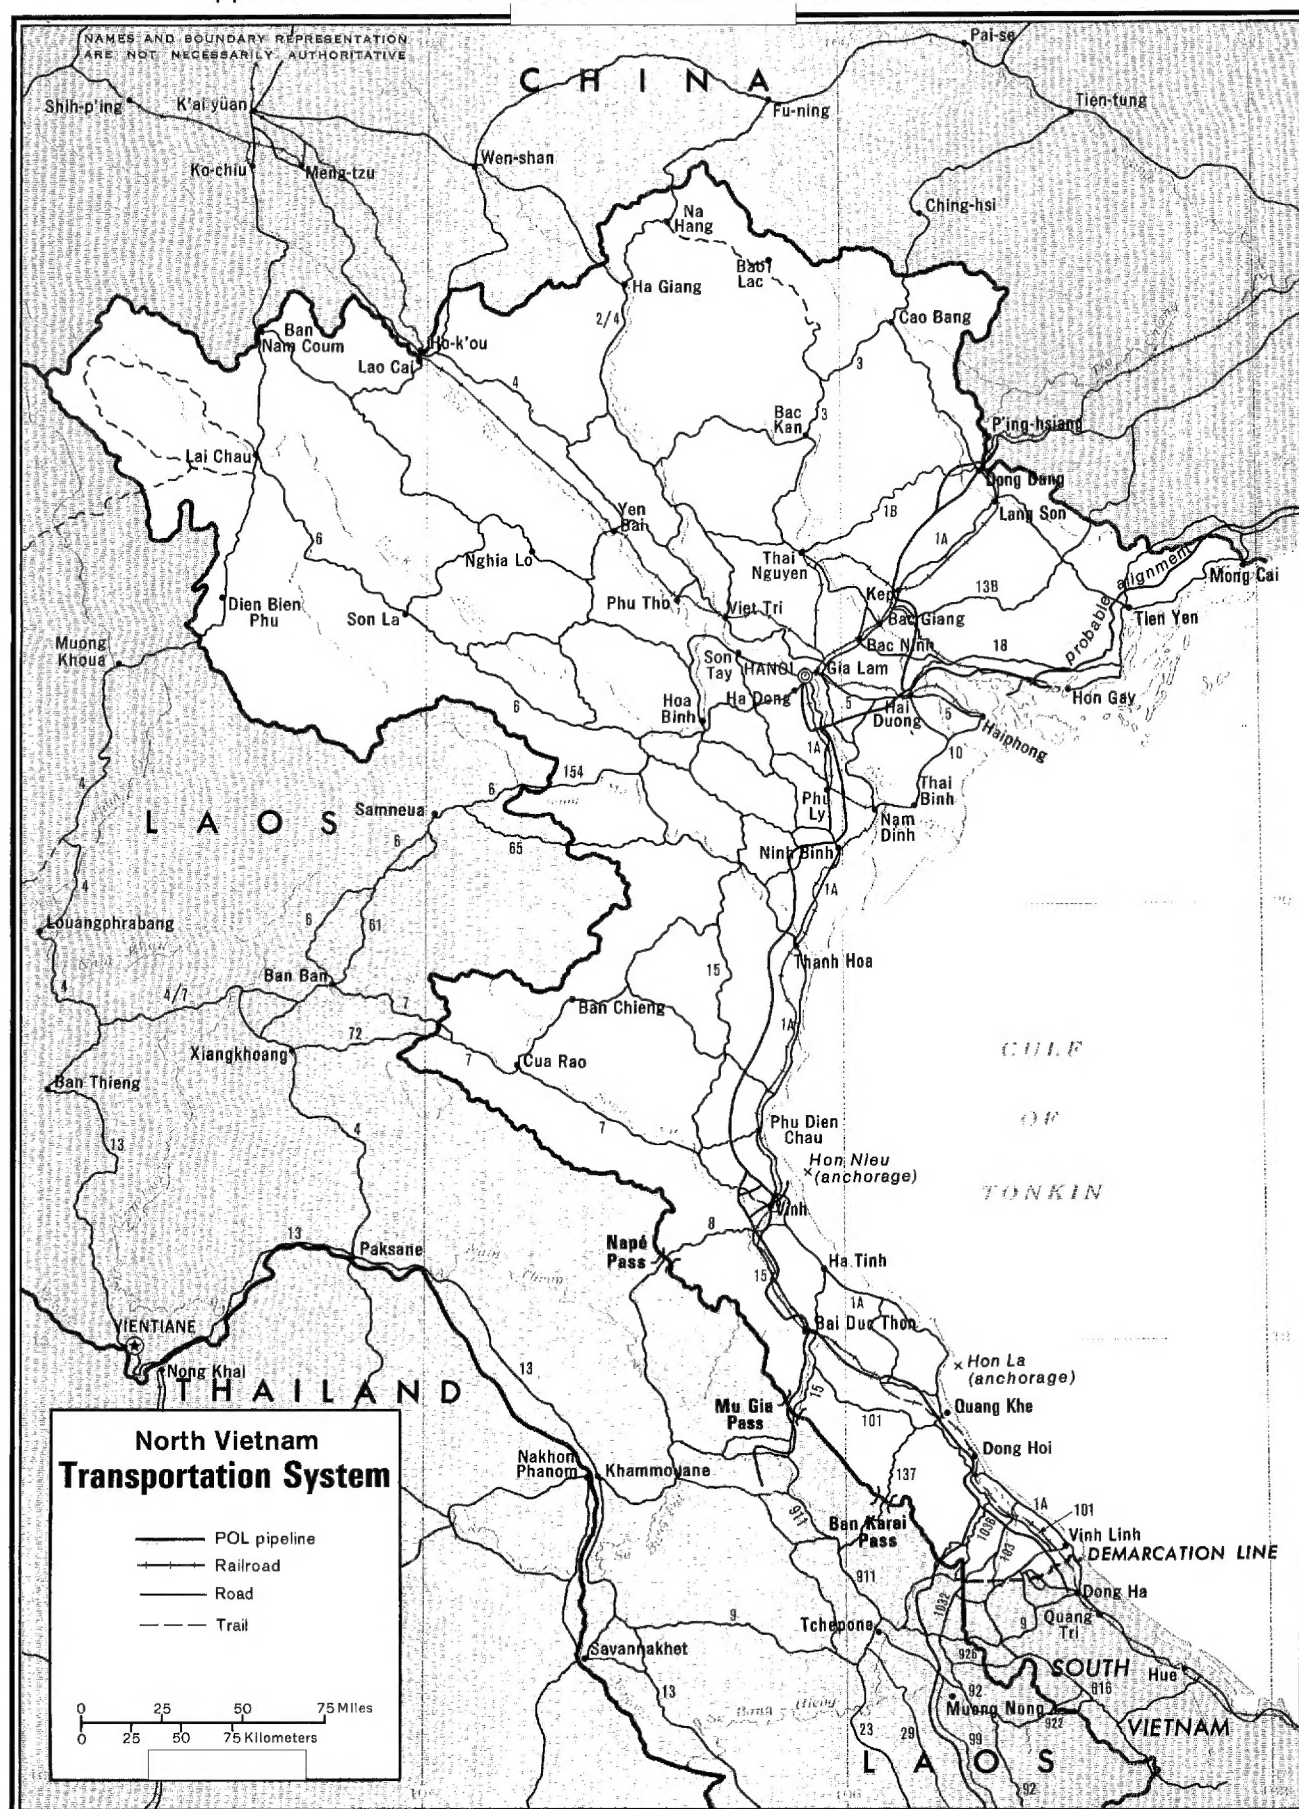 NAMES AND BOUNDARY REPRESENTATION
ARE NOT NECESSARILY AUTHORITATIVE
CHINA
Pai-se
Shih-p'ing
K'ai yüan
Fu-ning
Tien-tung
Ko-chiu
Meng-tzu
Wen-shan
Ching-hsi
Na
Hang
Bao
Lac
Ha Giang
2/4
Cao Bang
Ban
Nam Coum
Ho-k'ou
Lao Cai
4
3
3
Bac
Kan
P'ing-hsiang
Lai Chau
Dong Dang
Lang Son
Yen
Bai
1B
1A
6
Nghia Lo
Thai
Nguyen
alignment
Mong Cai
Dien Bien
Phu
Son La
Phu Tho
Viet Tri
Kep
13B
probable
Tien Yen
Bac Giang
Muong
Khoua
Bac Ninh
18
Son
Tay
HANOI
Gia Lam
Ha Dong
Hon Gay
Hoa
Binh
6
5
Hai
Duong
5
Haiphong
1A
10
4
154
6
Thai
Binh
LAOS
Samneua
Phu
Ly
Nam
Dinh
6
65
Ninh Binh
4
1A
6
61
Louangphrabang
Thanh Hoa
15
Ban Ban
4
4/7
7
Ban Chieng
72
1A
GULF
OF
TONKIN
Xiangkhoang
7
Cua Rao
Ban Thieng
4
7
Phu Dien
Chau
13
Hon Nieu
(anchorage)
Vinh
8
13
Paksane
Napé
Pass
Ha Tinh
15
1A
VIENTIANE
Bai Duc Thon
Nong Khai
13
Hon La
(anchorage)
THAILAND
15
Mu Gia
Pass
101
Quang Khe
North Vietnam
Transportation System
Nakhon
Phanom
Khammouane
Dong Hoi
137
911
1A
101
Ban Karai
Pass
103B
Vinh Linh
103
DEMARCATION LINE
POL pipeline
Railroad
Road
Trail
911
1032
Dong Ha
9
Tchepone
9
Quang
Tri
Savannakhet
926
SOUTH
Hue
13
92
616
Muong Nong
922
VIETNAM
23
29
99
LAOS
92
0 25 50 75 Miles
0 25 50 75 Kilometers